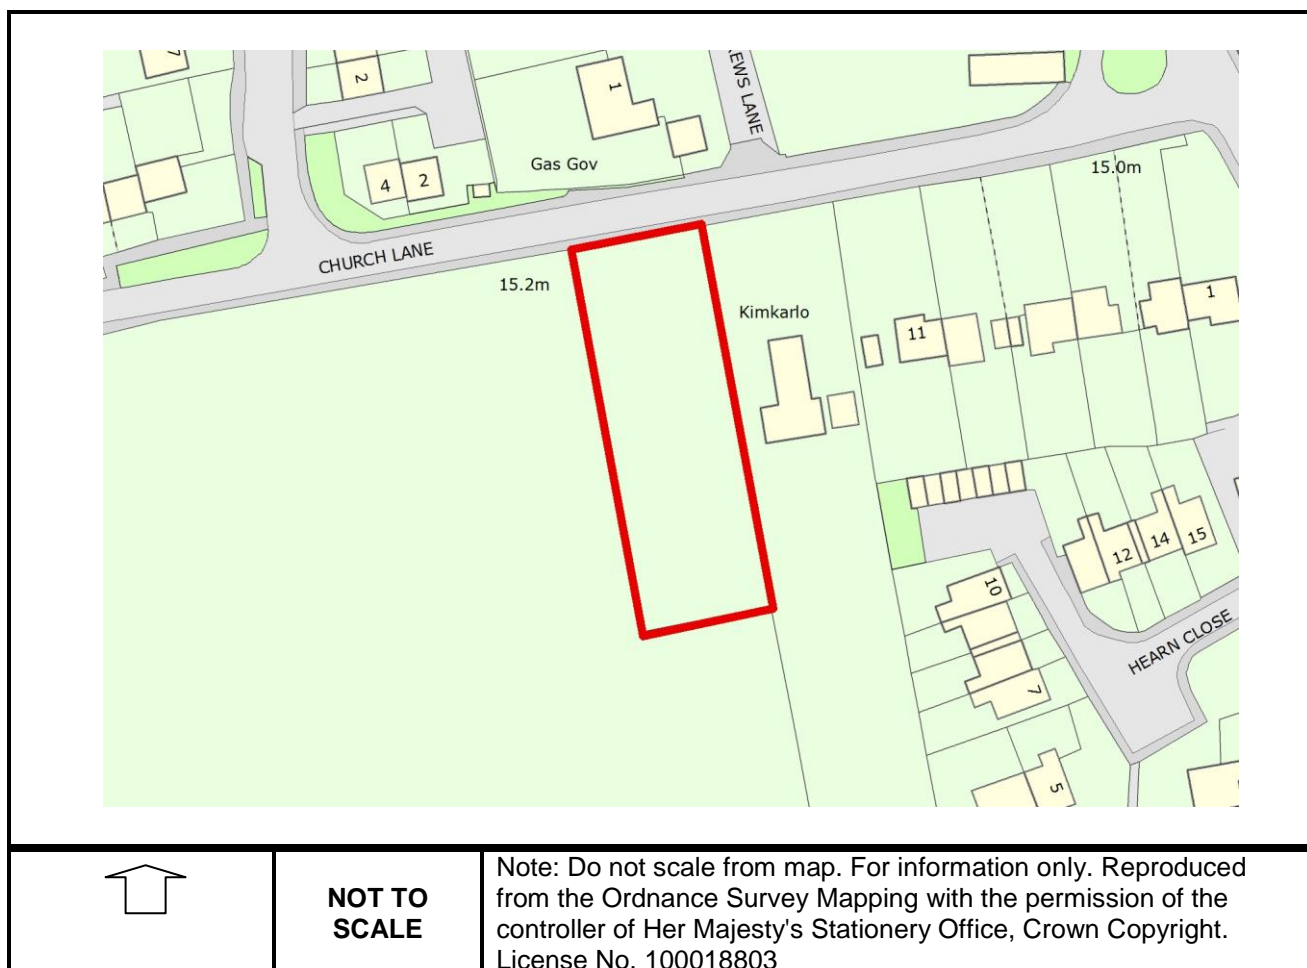 7
2
1
EWS LANE
Gas Gov
15.0m
4
2
CHURCH LANE
15.2m
Kimkarlo
1
11
12
14
15
10
HEARN CLOSE
7
5
NOT TO
SCALE
Note: Do not scale from map. For information only. Reproduced
from the Ordnance Survey Mapping with the permission of the
controller of Her Majesty's Stationery Office, Crown Copyright.
License No. 100018803